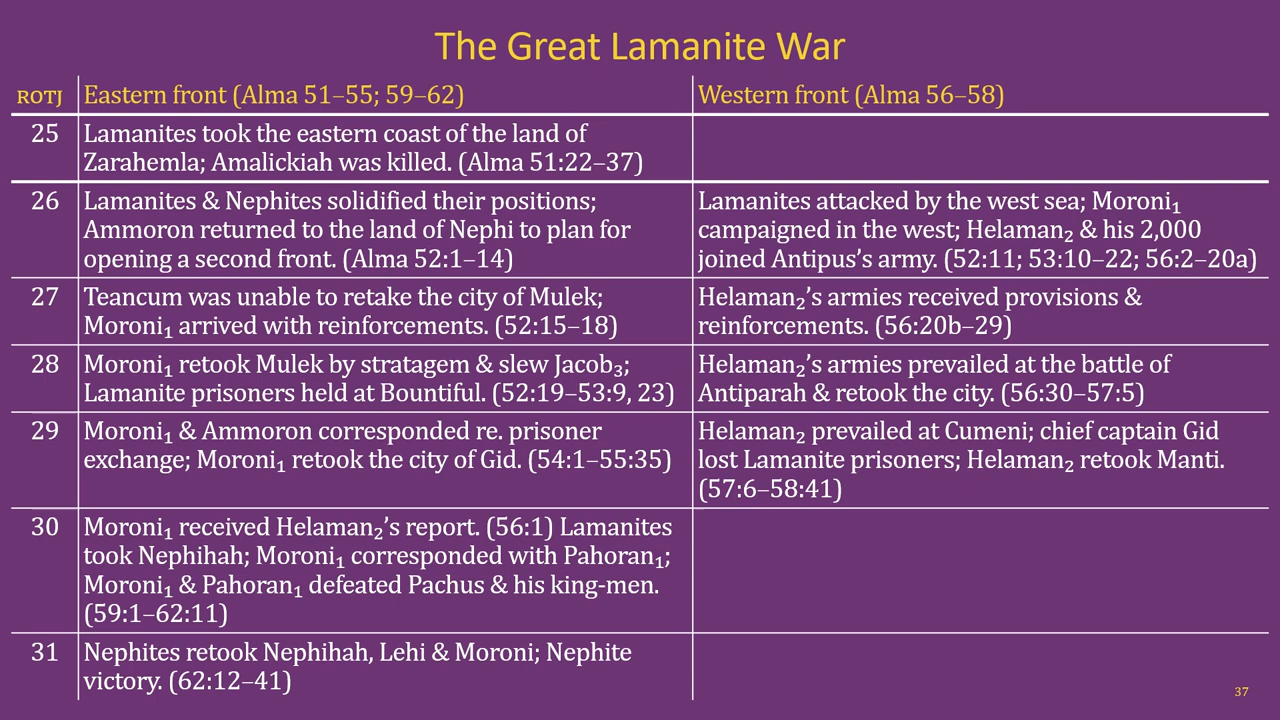 The Great Lamanite War
ROTJ
Eastern front (Alma 51–55; 59–62)
Western front (Alma 56–58)
25
Lamanites took the eastern coast of the land of
Zarahemla; Amalickiah was killed. (Alma 51:22–37)
26
Lamanites & Nephites solidified their positions;
Ammoron returned to the land of Nephi to plan for
opening a second front. (Alma 52:1–14)
Lamanites attacked by the west sea; Moroni₁
campaigned in the west; Helaman₂ & his 2,000
joined Antipus’s army. (52:11; 53:10–22; 56:2–20a)
27
Teancum was unable to retake the city of Mulek;
Moroni₁ arrived with reinforcements. (52:15–18)
Helaman₂’s armies received provisions &
reinforcements. (56:20b–29)
28
Moroni₁ retook Mulek by stratagem & slew Jacob₃;
Lamanite prisoners held at Bountiful. (52:19–53:9, 23)
Helaman₂’s armies prevailed at the battle of
Antiparah & retook the city. (56:30–57:5)
29
Moroni₁ & Ammoron corresponded re. prisoner
exchange; Moroni₁ retook the city of Gid. (54:1–55:35)
Helaman₂ prevailed at Cumeni; chief captain Gid
lost Lamanite prisoners; Helaman₂ retook Manti.
(57:6–58:41)
30
Moroni₁ received Helaman₂’s report. (56:1) Lamanites
took Nephihah; Moroni₁ corresponded with Pahoran₁;
Moroni₁ & Pahoran₁ defeated Pachus & his king-men.
(59:1–62:11)
31
Nephites retook Nephihah, Lehi & Moroni; Nephite
victory. (62:12–41)
37